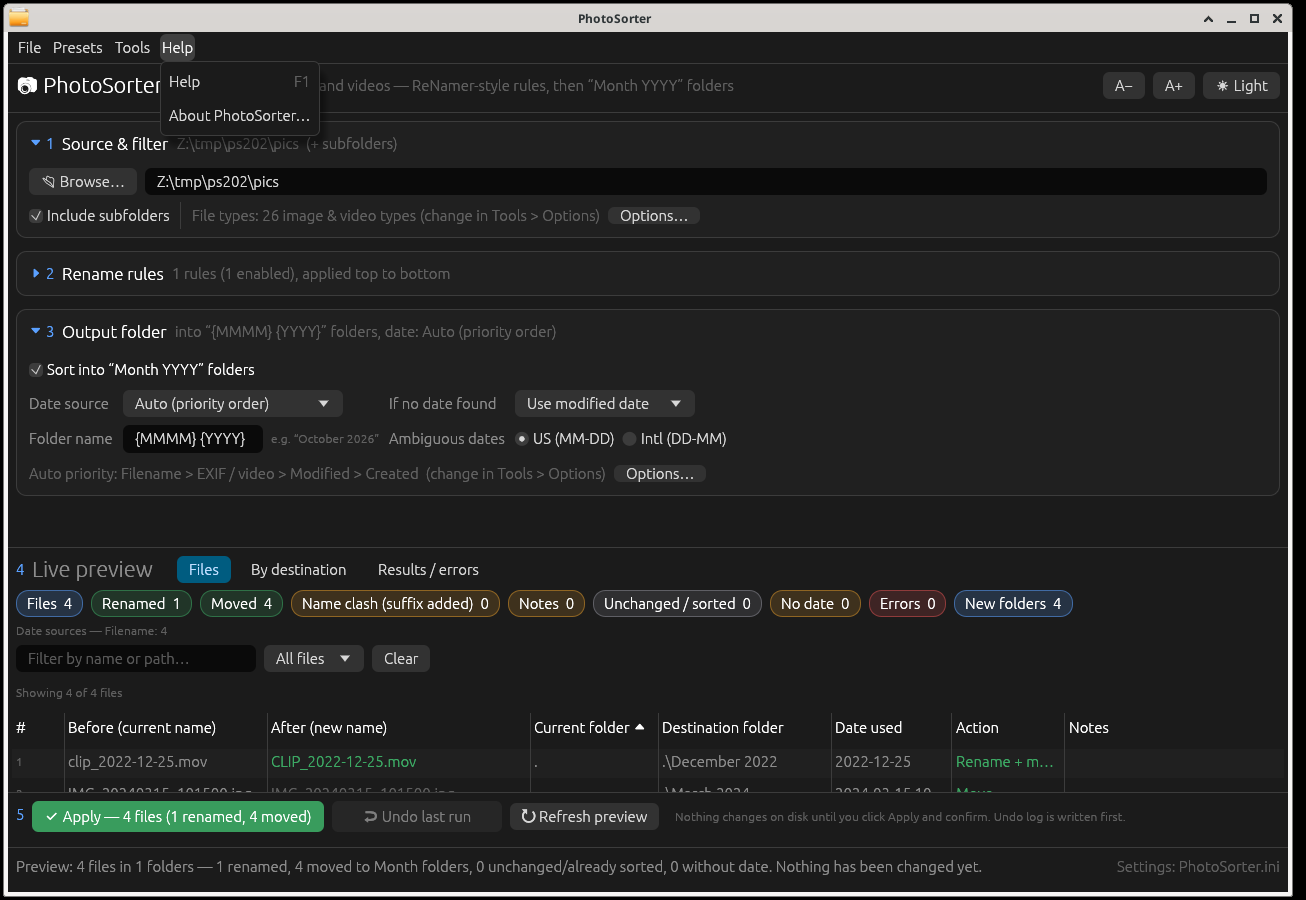 PhotoSorter
File Presets Tools Help
Help F1
About PhotoSorter…
PhotoSorter and videos — ReNamer-style rules, then “Month YYYY” folders A− A+ ☀ Light
1 Source & filter Z:\tmp\ps202\pics (+ subfolders)
Browse… Z:\tmp\ps202\pics
Include subfolders File types: 26 image & video types (change in Tools > Options) Options…
2 Rename rules 1 rules (1 enabled), applied top to bottom
3 Output folder into “{MMMM} {YYYY}” folders, date: Auto (priority order)
Sort into “Month YYYY” folders
Date source Auto (priority order) If no date found Use modified date
Folder name {MMMM} {YYYY} e.g. “October 2026” Ambiguous dates US (MM-DD) Intl (DD-MM)
Auto priority: Filename > EXIF / video > Modified > Created (change in Tools > Options) Options…
4 Live preview Files By destination Results / errors
Files 4 Renamed 1 Moved 4 Name clash (suffix added) 0 Notes 0 Unchanged / sorted 0 No date 0 Errors 0 New folders 4
Date sources — Filename: 4
Filter by name or path… All files Clear
Showing 4 of 4 files
# Before (current name) After (new name) Current folder Destination folder Date used Action Notes
1 clip_2022-12-25.mov CLIP_2022-12-25.mov . .\December 2022 2022-12-25 Rename + m…
5 ✓ Apply — 4 files (1 renamed, 4 moved) Undo last run Refresh preview Nothing changes on disk until you click Apply and confirm. Undo log is written first.
Preview: 4 files in 1 folders — 1 renamed, 4 moved to Month folders, 0 unchanged/already sorted, 0 without date. Nothing has been changed yet. Settings: PhotoSorter.ini